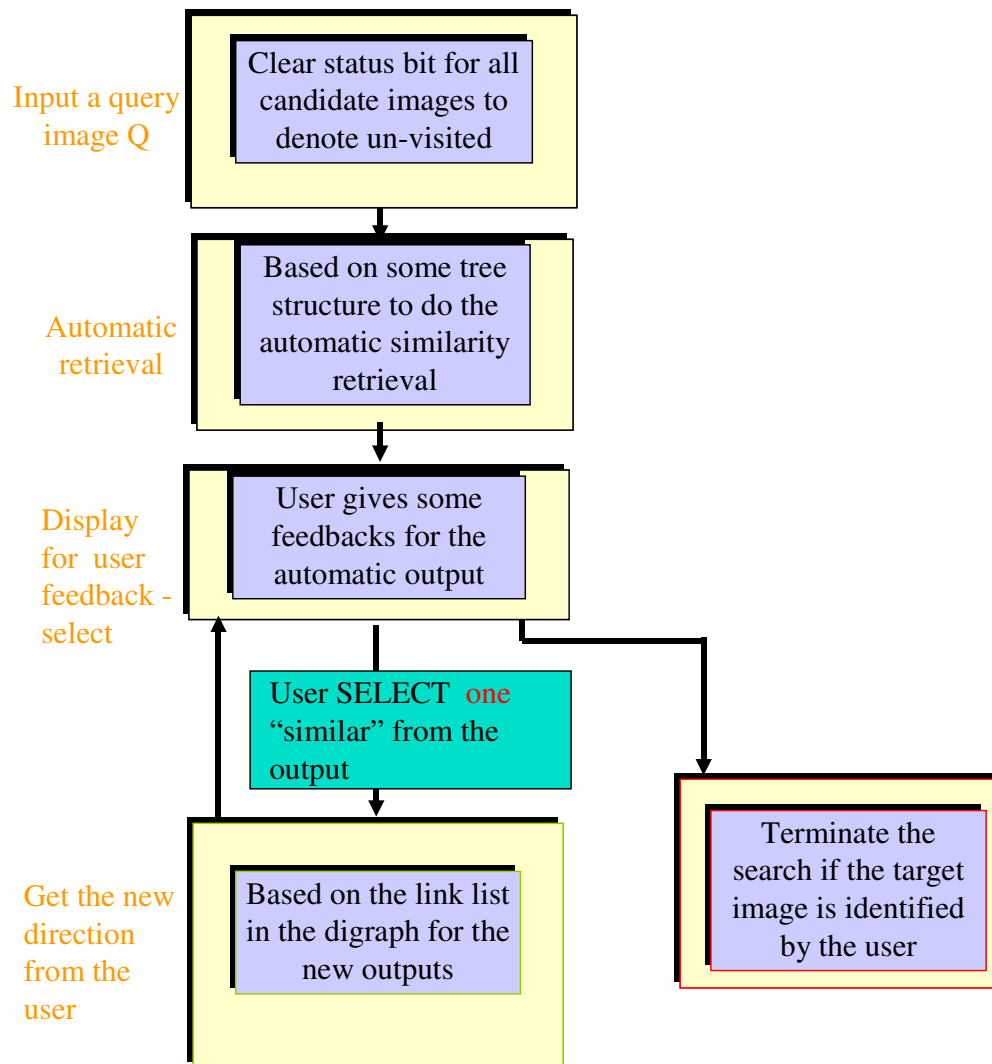 Input a query
image Q
Clear status bit for all
candidate images to
denote un-visited
Automatic
retrieval
Based on some tree
structure to do the
automatic similarity
retrieval
Display
for user
feedback -
select
User gives some
feedbacks for the
automatic output
User SELECT one
“similar” from the
output
Get the new
direction
from the
user
Based on the link list
in the digraph for the
new outputs
Terminate the
search if the target
image is identified
by the user